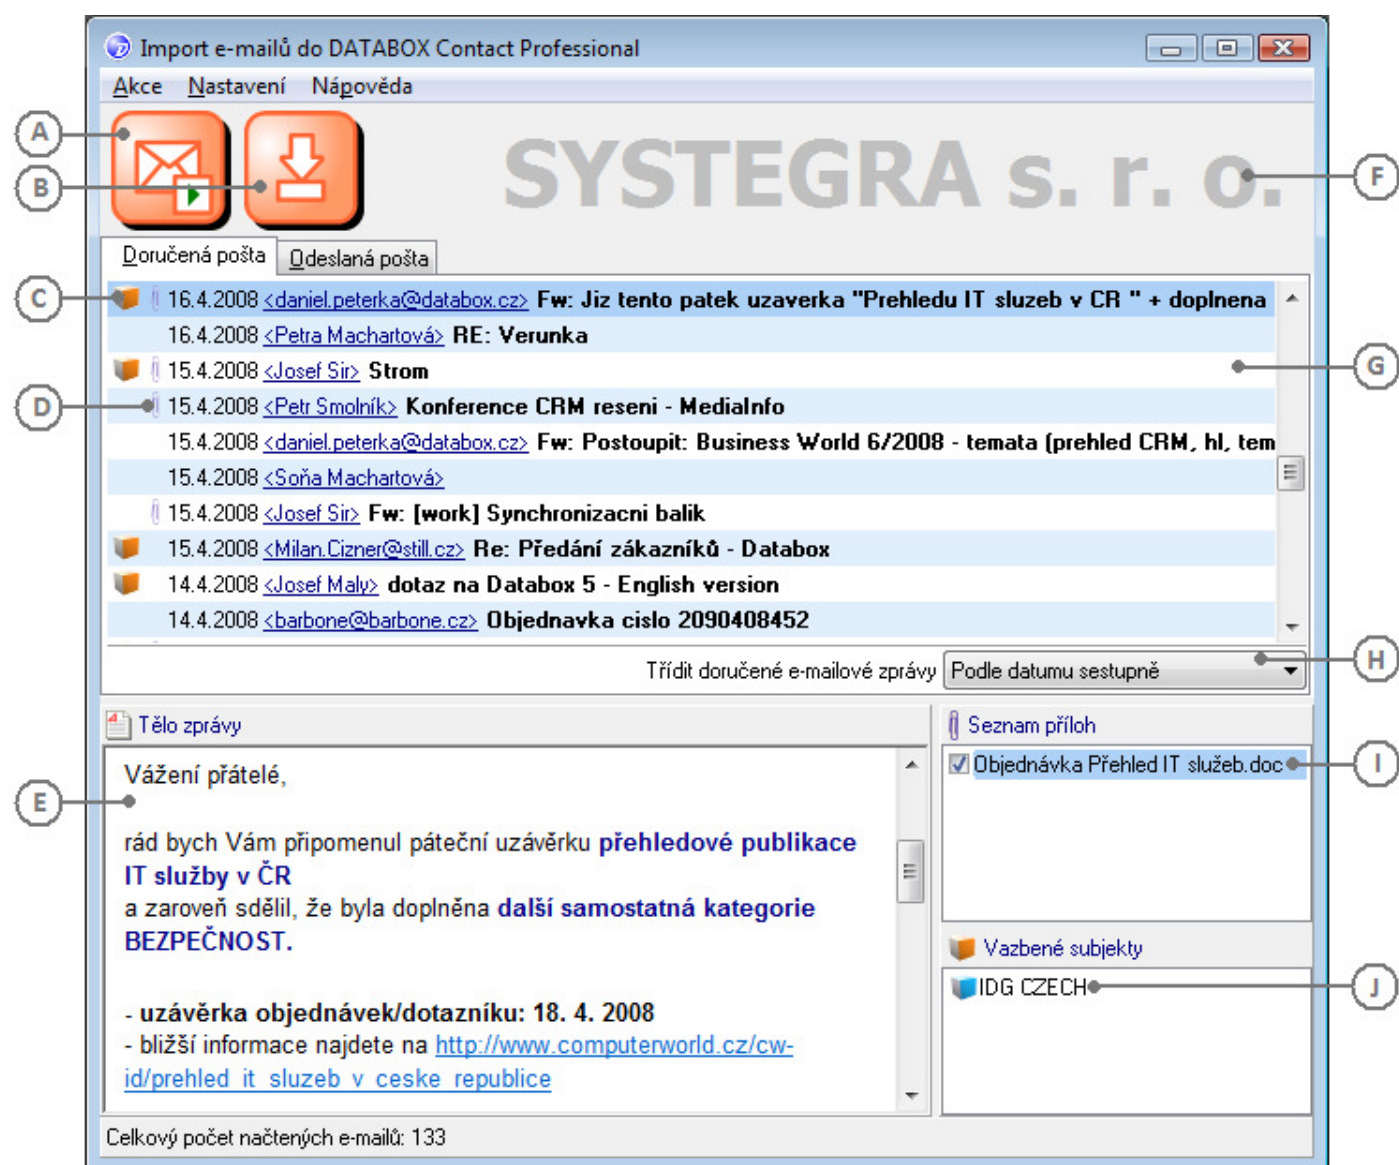 Import e-mailů do DATABOX Contact Professional
Akce Nastavení Nápověda
A
B
SYSTEGRA s. r. o.
F
Doručená pošta Odeslaná pošta
C
16.4.2008 <daniel.peterka@databox.cz> Fw: Jiz tento patek uzaverka "Prehledu IT sluzeb v CR " + doplnena
16.4.2008 <Petra Machartová> RE: Verunka
15.4.2008 <Josef Sir> Strom
G
D
15.4.2008 <Petr Smolník> Konference CRM reseni - MediaInfo
15.4.2008 <daniel.peterka@databox.cz> Fw: Postoupit: Business World 6/2008 - temata (prehled CRM, hl, tem
15.4.2008 <Soňa Machartová>
15.4.2008 <Josef Sir> Fw: [work] Synchronizacni balik
15.4.2008 <Milan.Cizner@still.cz> Re: Předání zákazníků - Databox
14.4.2008 <Josef Maly> dotaz na Databox 5 - English version
14.4.2008 <barbone@barbone.cz> Objednavka cislo 2090408452
Třídit doručené e-mailové zprávy Podle datumu sestupně
H
Tělo zprávy
Seznam příloh
Objednávka Přehled IT služeb.doc
I
E
Vážení přátelé,
rád bych Vám připomenul páteční uzávěrku přehledové publikace
IT služby v ČR
a zaroveň sdělil, že byla doplněna další samostatná kategorie
BEZPEČNOST.
- uzávěrka objednávek/dotazníku: 18. 4. 2008
- bližší informace najdete na http://www.computerworld.cz/cw-
id/prehled_it_sluzeb_v_ceske_republice
Vazbené subjekty
IDG CZECH
J
Celkový počet načtených e-mailů: 133